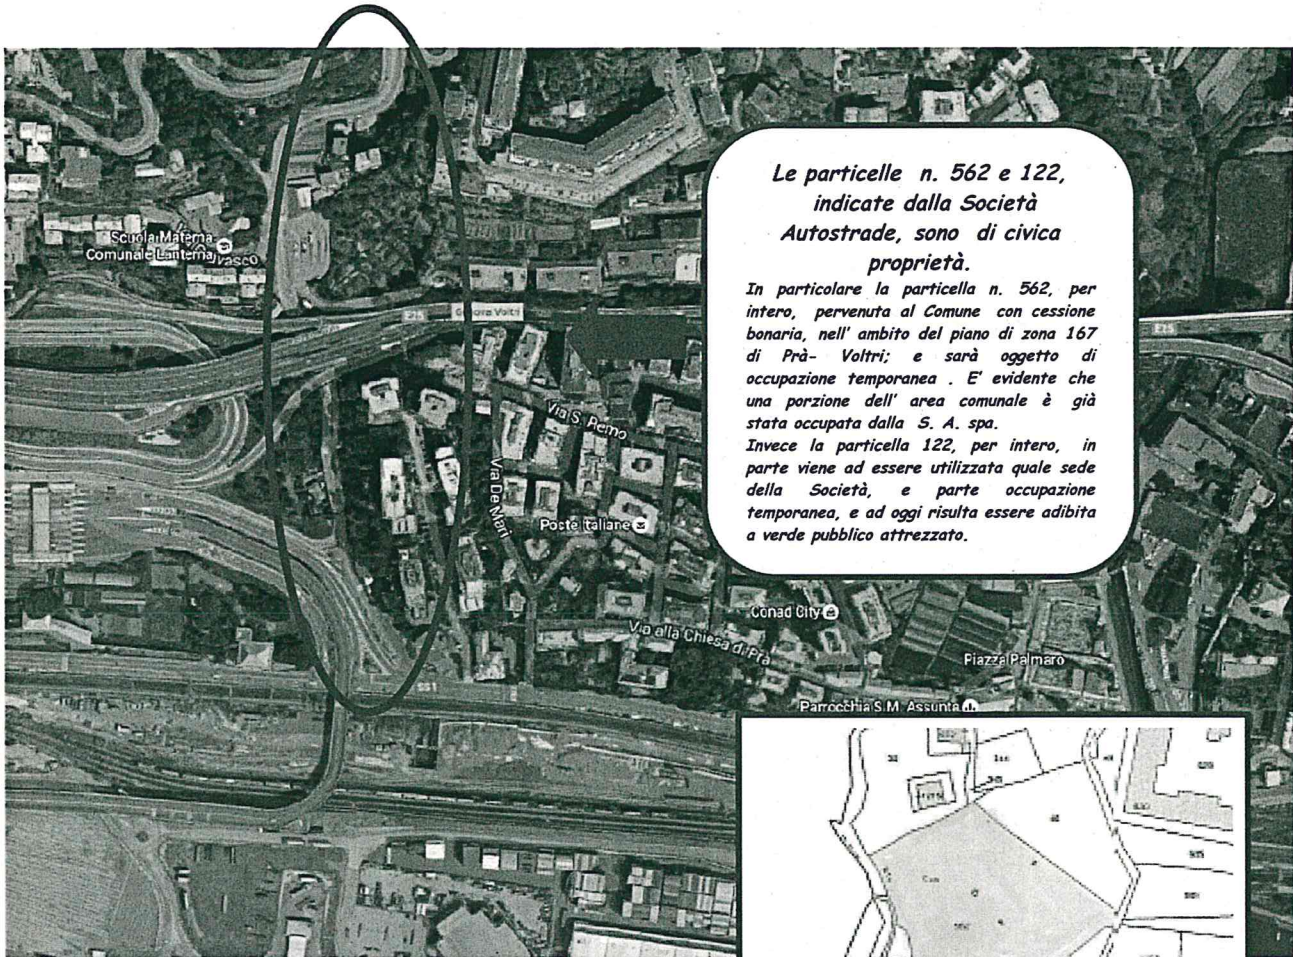 Le particelle n. 562 e 122,
indicate dalla Società
Autostrade, sono di civica
proprietà.
In particolare la particella n. 562, per
intero, pervenuta al Comune con cessione
bonaria, nell' ambito del piano di zona 167
di Prà- Voltri; e sarà oggetto di
occupazione temporanea . E' evidente che
una porzione dell' area comunale è già
stata occupata dalla S. A. spa.
Invece la particella 122, per intero, in
parte viene ad essere utilizzata quale sede
della Società, e parte occupazione
temporanea, e ad oggi risulta essere adibita
a verde pubblico attrezzato.
Scuola Materna
Comunale Lanterna
E25
Genova Voltri
E25
Via S. Remo
Via De Mari
Poste Italiane
Conad City
Via alla Chiesa di Prà
Piazza Palmaro
SS1
Parrocchia S.M. Assunta